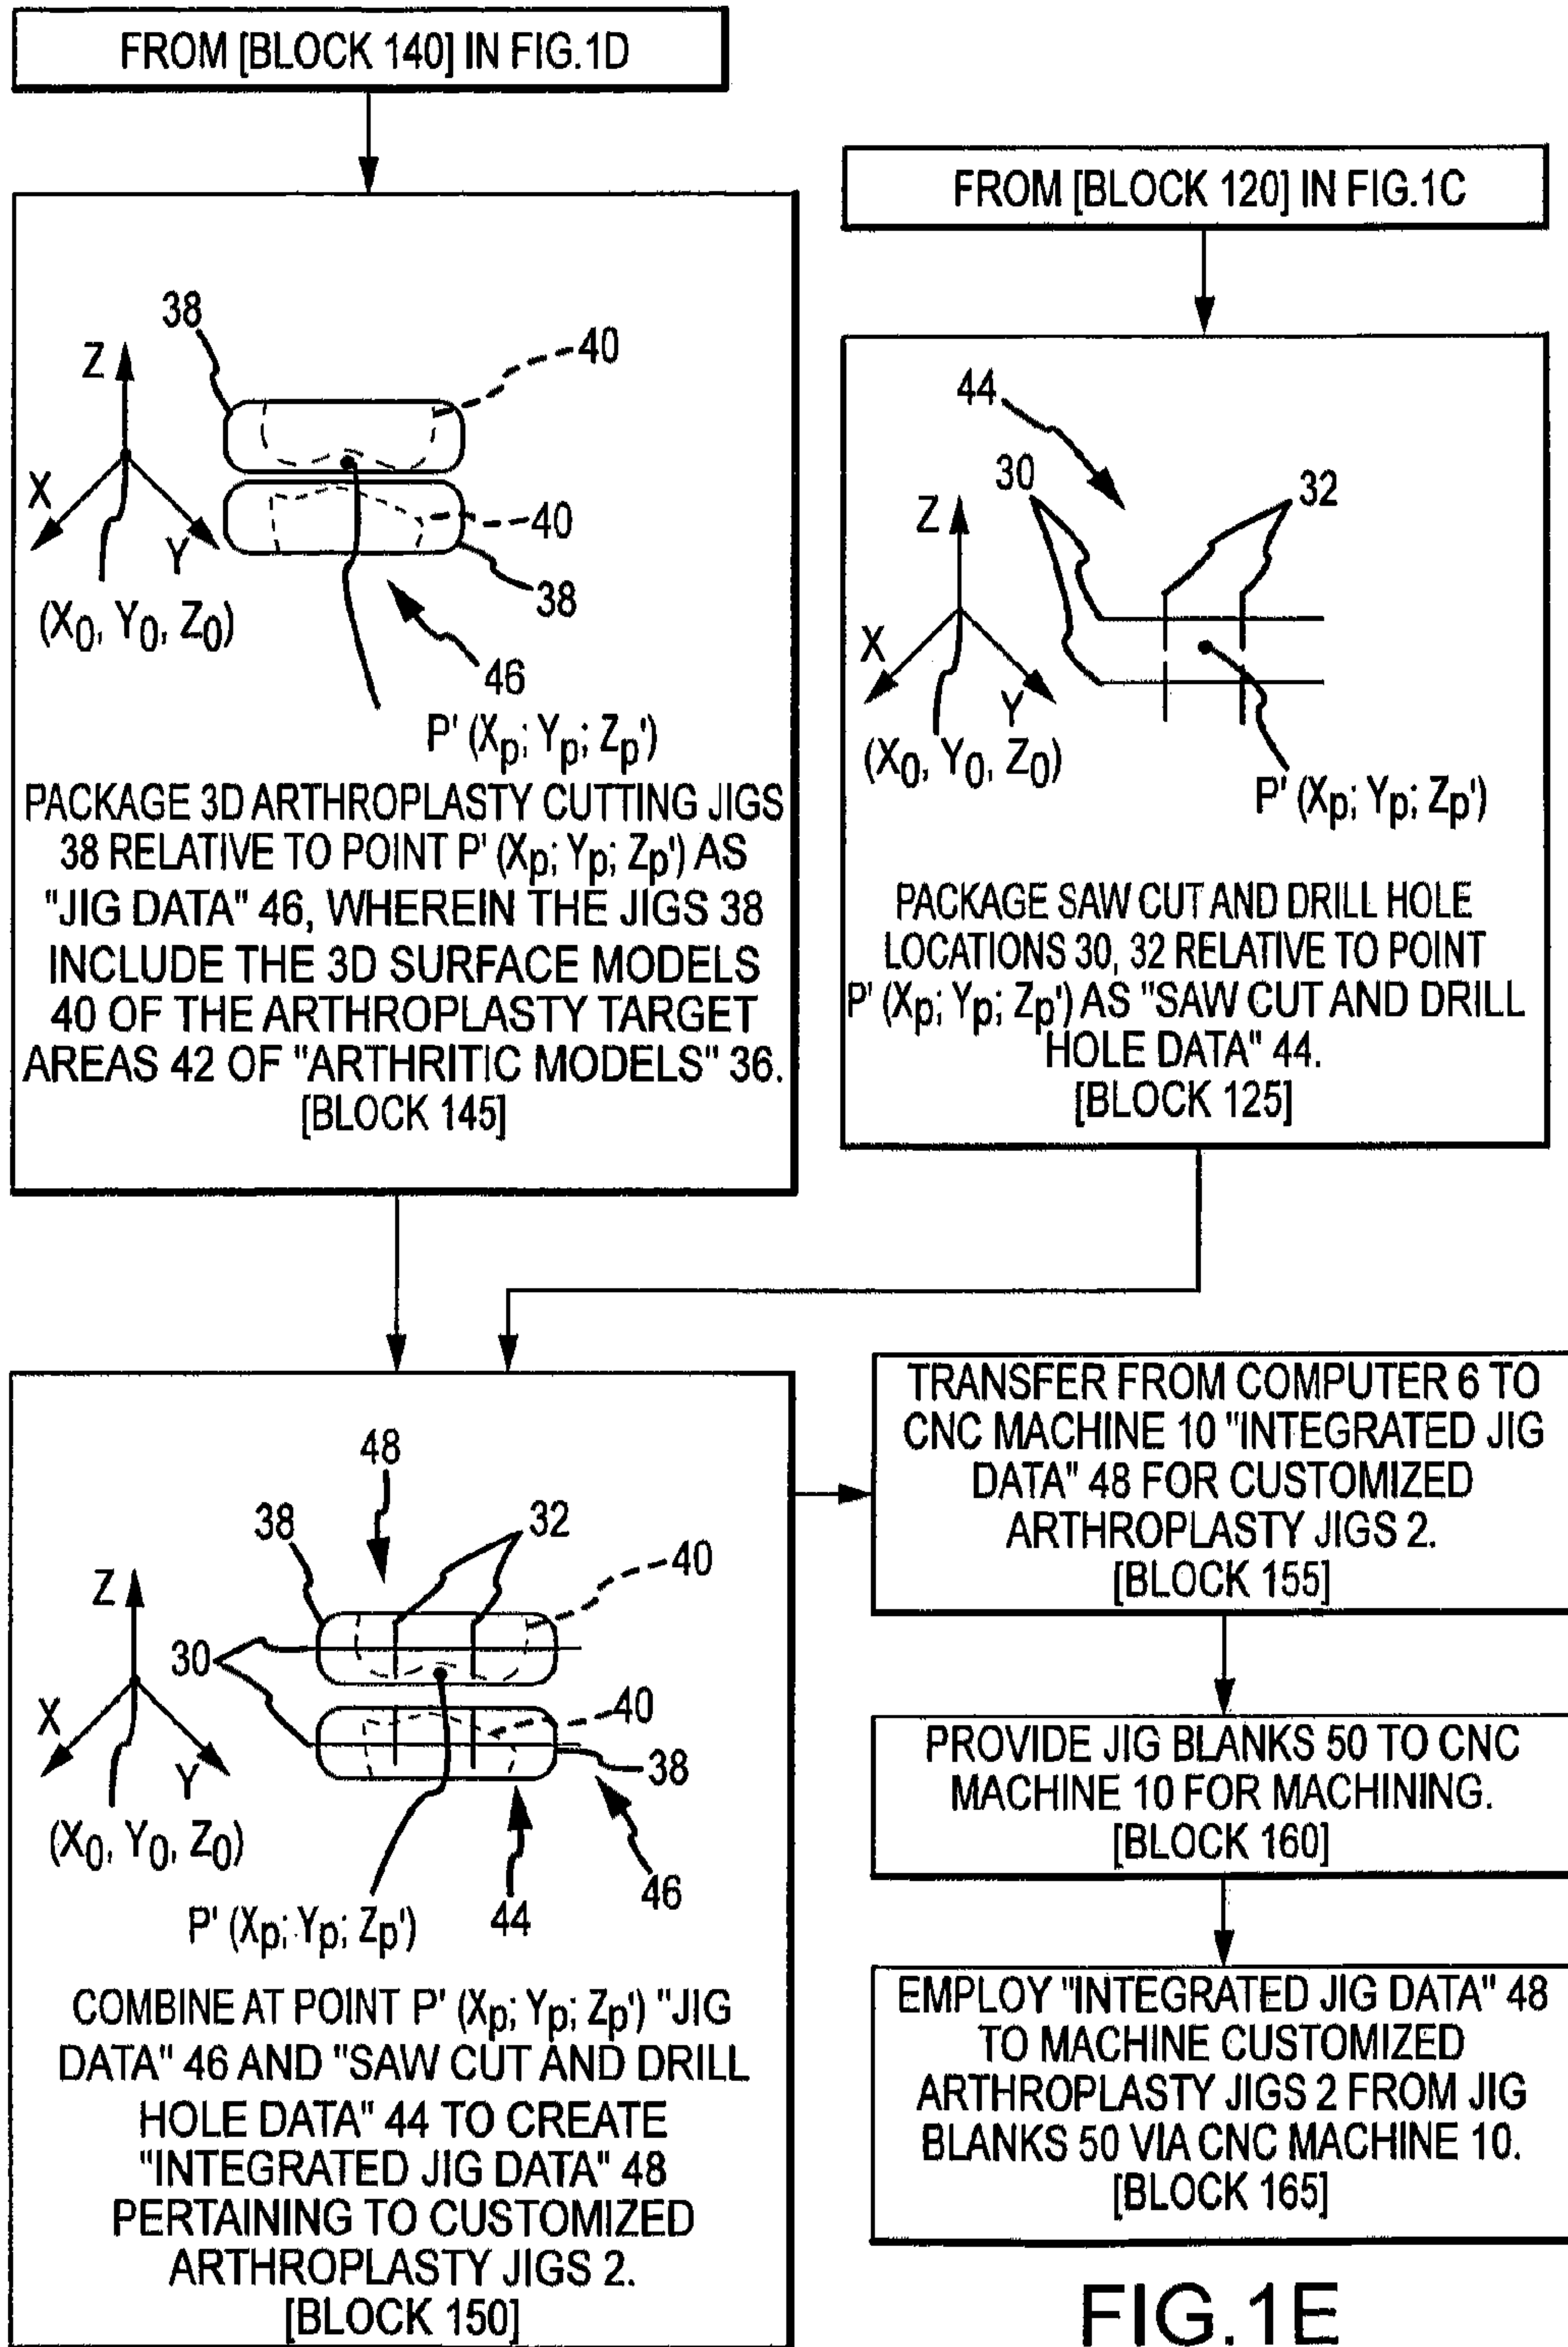 FROM [BLOCK 140] IN FIG.1D
38
40
Z
X
Y
40
38
(X0, Y0, Z0)
46
P' (Xp; Yp; Zp')
PACKAGE 3D ARTHROPLASTY CUTTING JIGS
38 RELATIVE TO POINT P' (Xp; Yp; Zp') AS
"JIG DATA" 46, WHEREIN THE JIGS 38
INCLUDE THE 3D SURFACE MODELS
40 OF THE ARTHROPLASTY TARGET
AREAS 42 OF "ARTHRITIC MODELS" 36.
[BLOCK 145]
FROM [BLOCK 120] IN FIG.1C
44
30
32
Z
X
Y
(X0, Y0, Z0)
P' (Xp; Yp; Zp')
PACKAGE SAW CUT AND DRILL HOLE
LOCATIONS 30, 32 RELATIVE TO POINT
P' (Xp; Yp; Zp') AS "SAW CUT AND DRILL
HOLE DATA" 44.
[BLOCK 125]
48
38
32
40
Z
30
X
Y
40
38
(X0, Y0, Z0)
46
44
P' (Xp; Yp; Zp')
COMBINE AT POINT P' (Xp; Yp; Zp') "JIG
DATA" 46 AND "SAW CUT AND DRILL
HOLE DATA" 44 TO CREATE
"INTEGRATED JIG DATA" 48
PERTAINING TO CUSTOMIZED
ARTHROPLASTY JIGS 2.
[BLOCK 150]
TRANSFER FROM COMPUTER 6 TO
CNC MACHINE 10 "INTEGRATED JIG
DATA" 48 FOR CUSTOMIZED
ARTHROPLASTY JIGS 2.
[BLOCK 155]
PROVIDE JIG BLANKS 50 TO CNC
MACHINE 10 FOR MACHINING.
[BLOCK 160]
EMPLOY "INTEGRATED JIG DATA" 48
TO MACHINE CUSTOMIZED
ARTHROPLASTY JIGS 2 FROM JIG
BLANKS 50 VIA CNC MACHINE 10.
[BLOCK 165]
FIG.1E